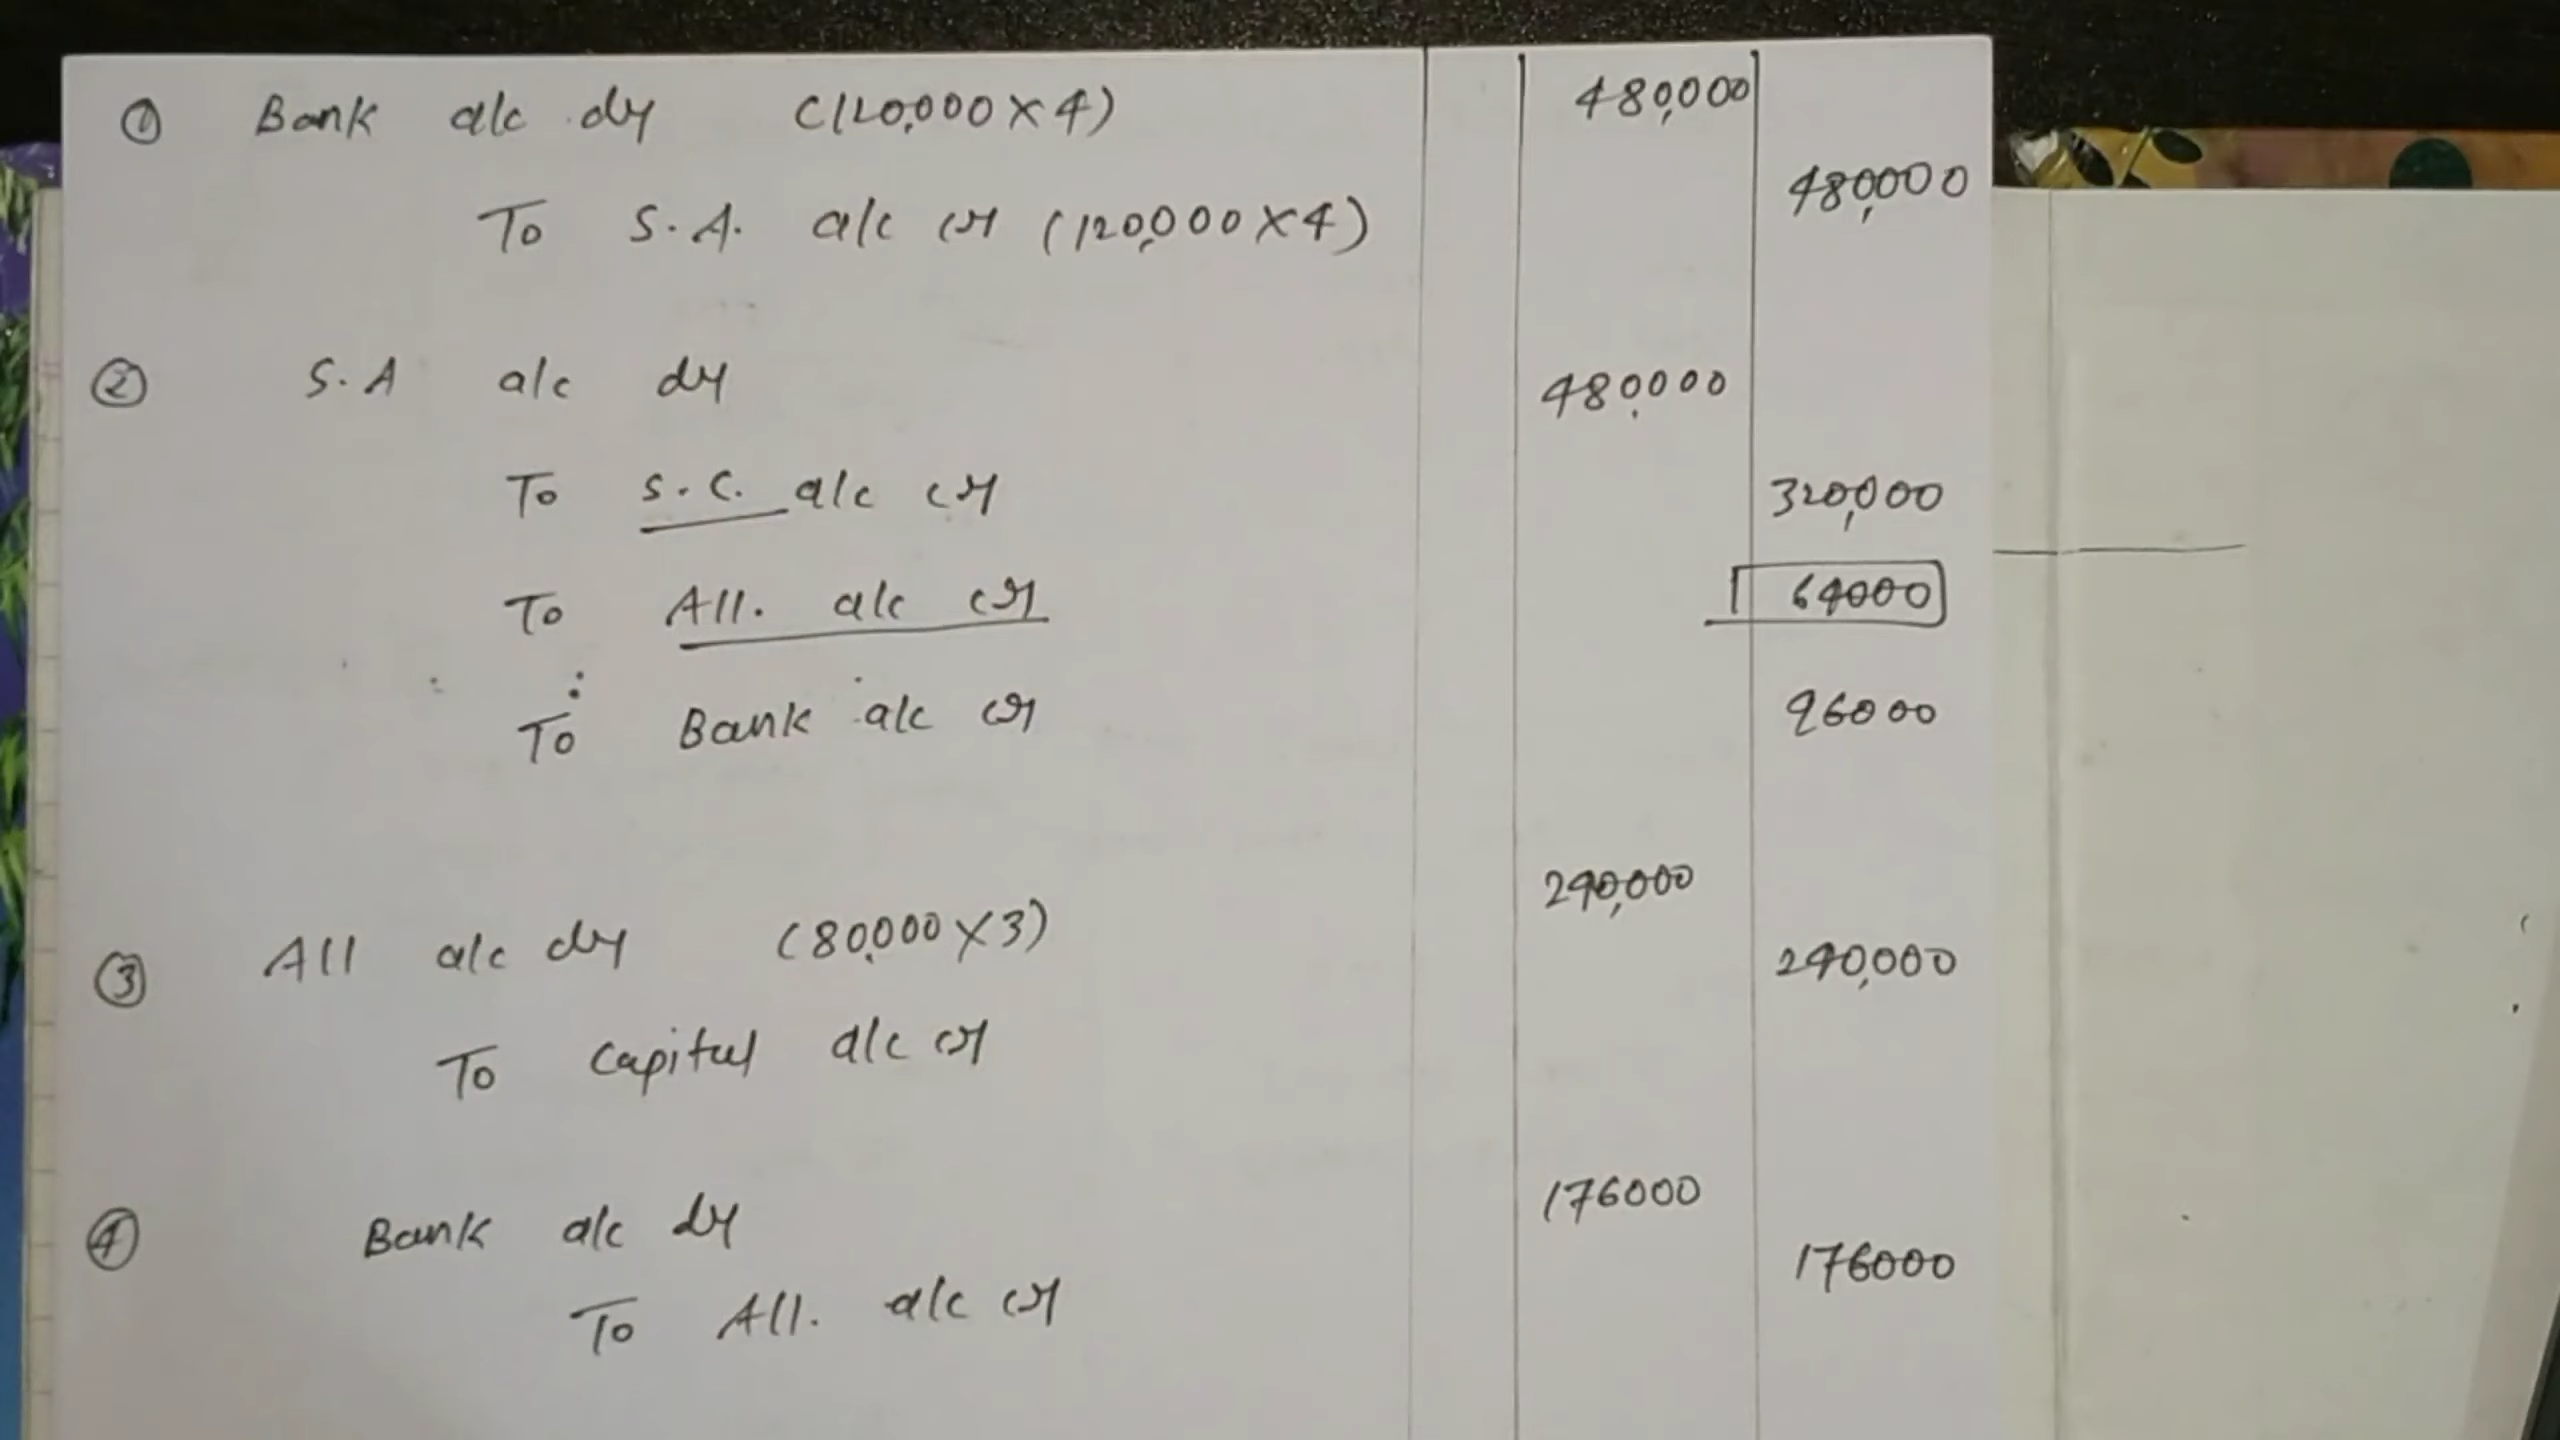 ① Bank a/c dr (120,000 X 4) 480,000
To S.A. a/c cr (120,000 X 4) 480,000
② S.A a/c dr 480,000
To S.C. a/c cr 320,000
To All. a/c cr 64000
To Bank a/c cr 96000
③ All a/c dr (80,000 X 3) 240,000
To Capital a/c cr 240,000
④ Bank a/c dr 176000
To All. a/c cr 176000